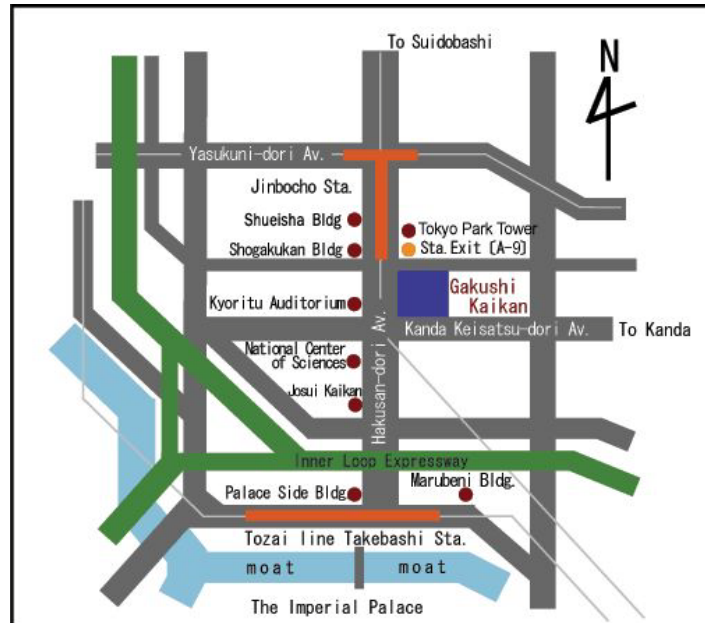 To Suidobashi
N
Yasukuni-dori Av.
Jinbocho Sta.
Shueisha Bldg
Tokyo Park Tower
Shogakukan Bldg
Sta. Exit (A-9)
Gakushi
Kaikan
Kyoritu Auditorium
Hakusan-dori Av.
Kanda Keisatsu-dori Av.
To Kanda
National Center
of Sciences
Josui Kaikan
Inner Loop Expressway
Palace Side Bldg
Marubeni Bldg.
Tozai line Takebashi Sta.
moat
moat
The Imperial Palace